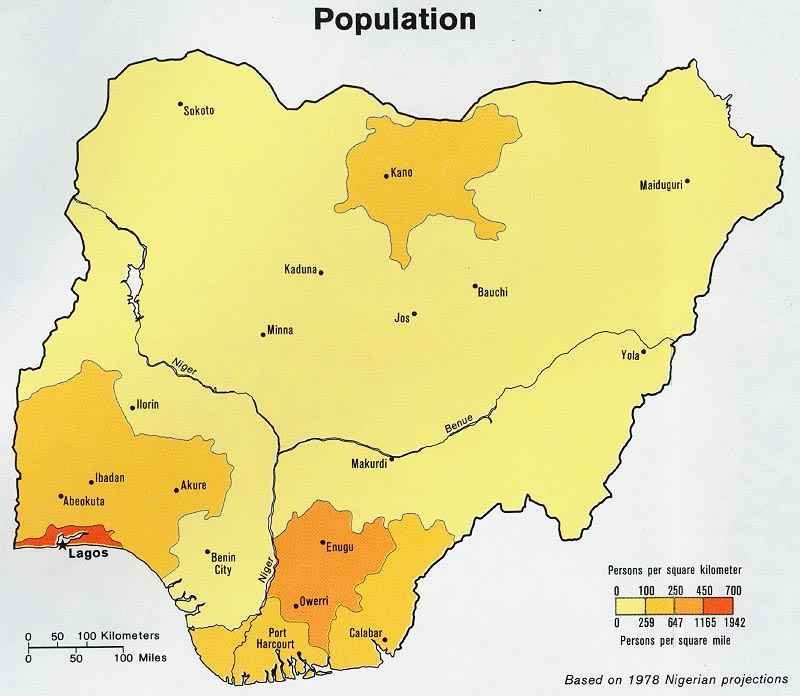 Population
Sokoto
Kano
Maiduguri
Kaduna
Bauchi
Jos
Minna
Yola
Niger
Ilorin
Benue
Makurdi
Ibadan
Akure
Abeokuta
Lagos
Enugu
Benin
City
Niger
Owerri
Port
Harcourt
Calabar
Persons per square kilometer
0 100 250 450 700
0 259 647 1165 1942
Persons per square mile
0 50 100 Kilometers
0 50 100 Miles
Based on 1978 Nigerian projections